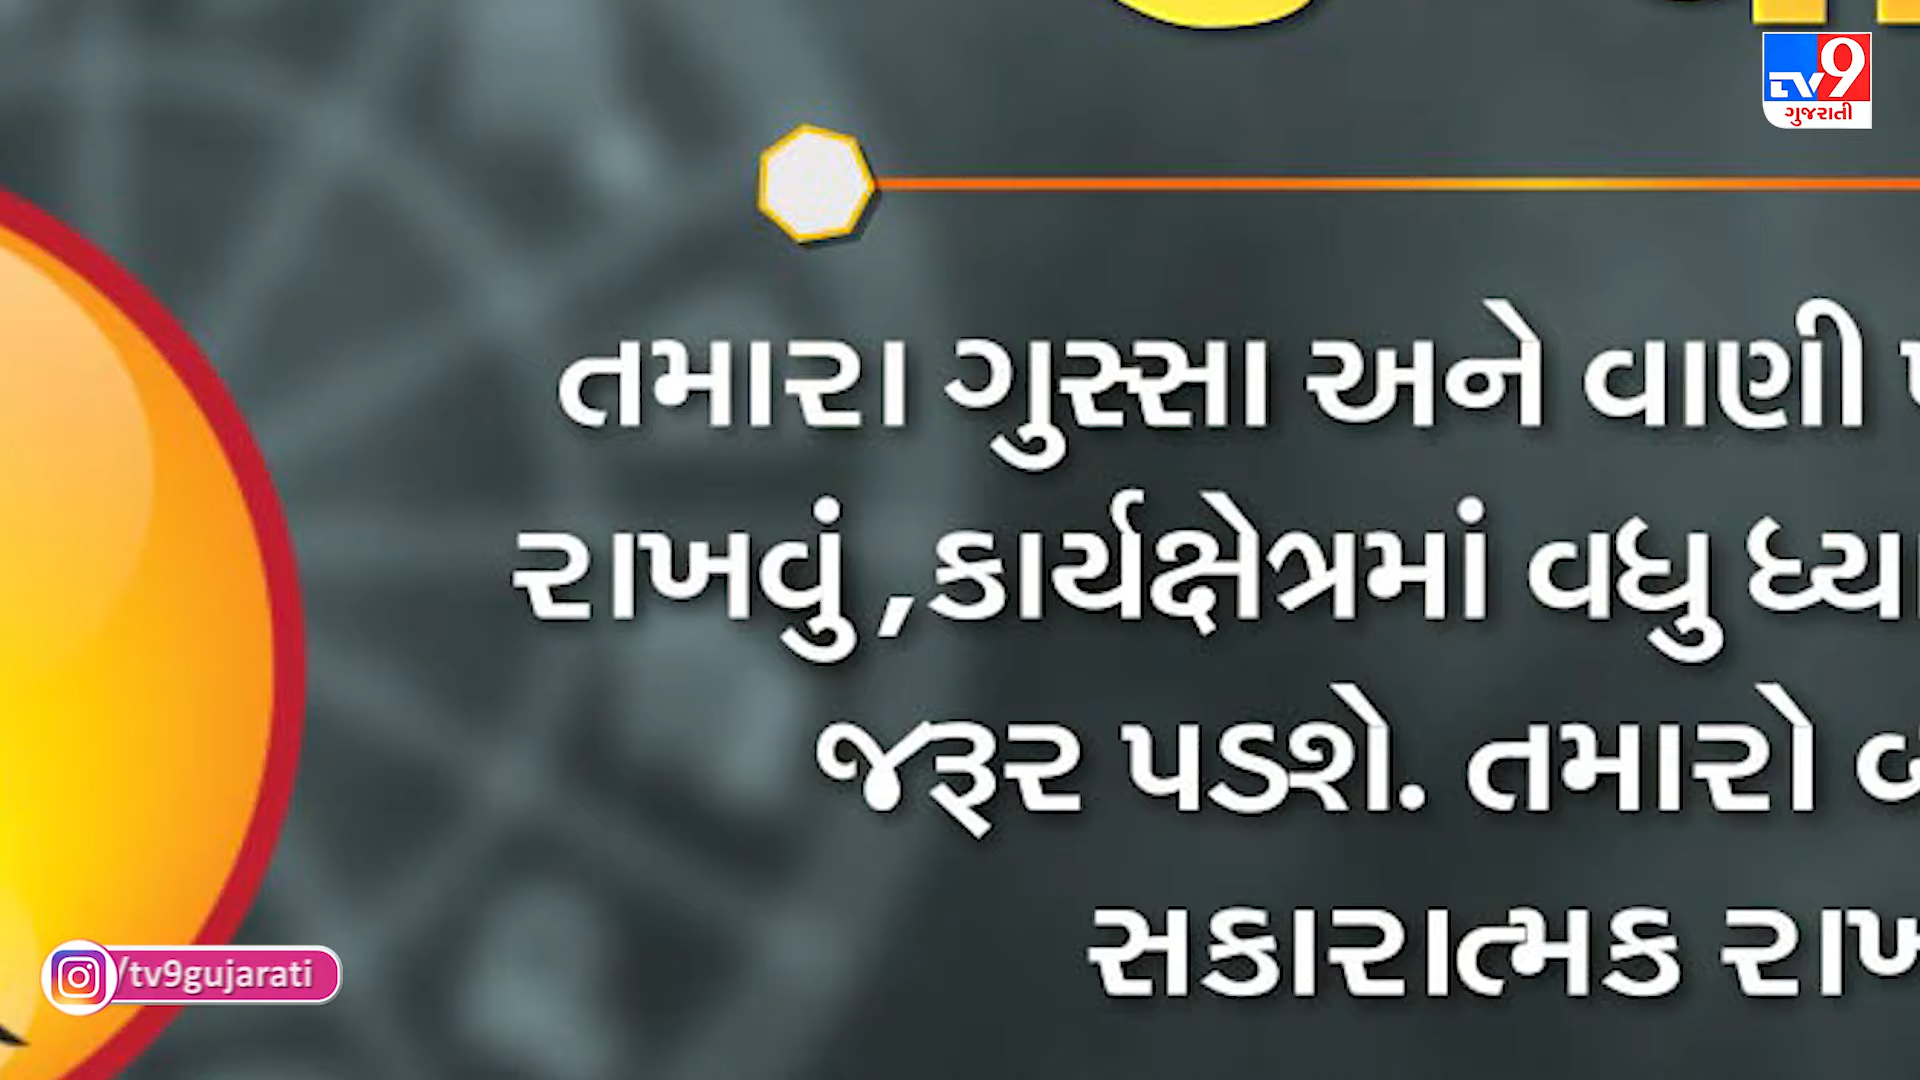 tv9
ગુજરાતી
તમારા ગુસ્સા અને વાણી
રાખવું ,કાર્યક્ષેત્રમાં વધુ
જરૂર પડશે. તમારો
સકારાત્મક
/tv9gujarati